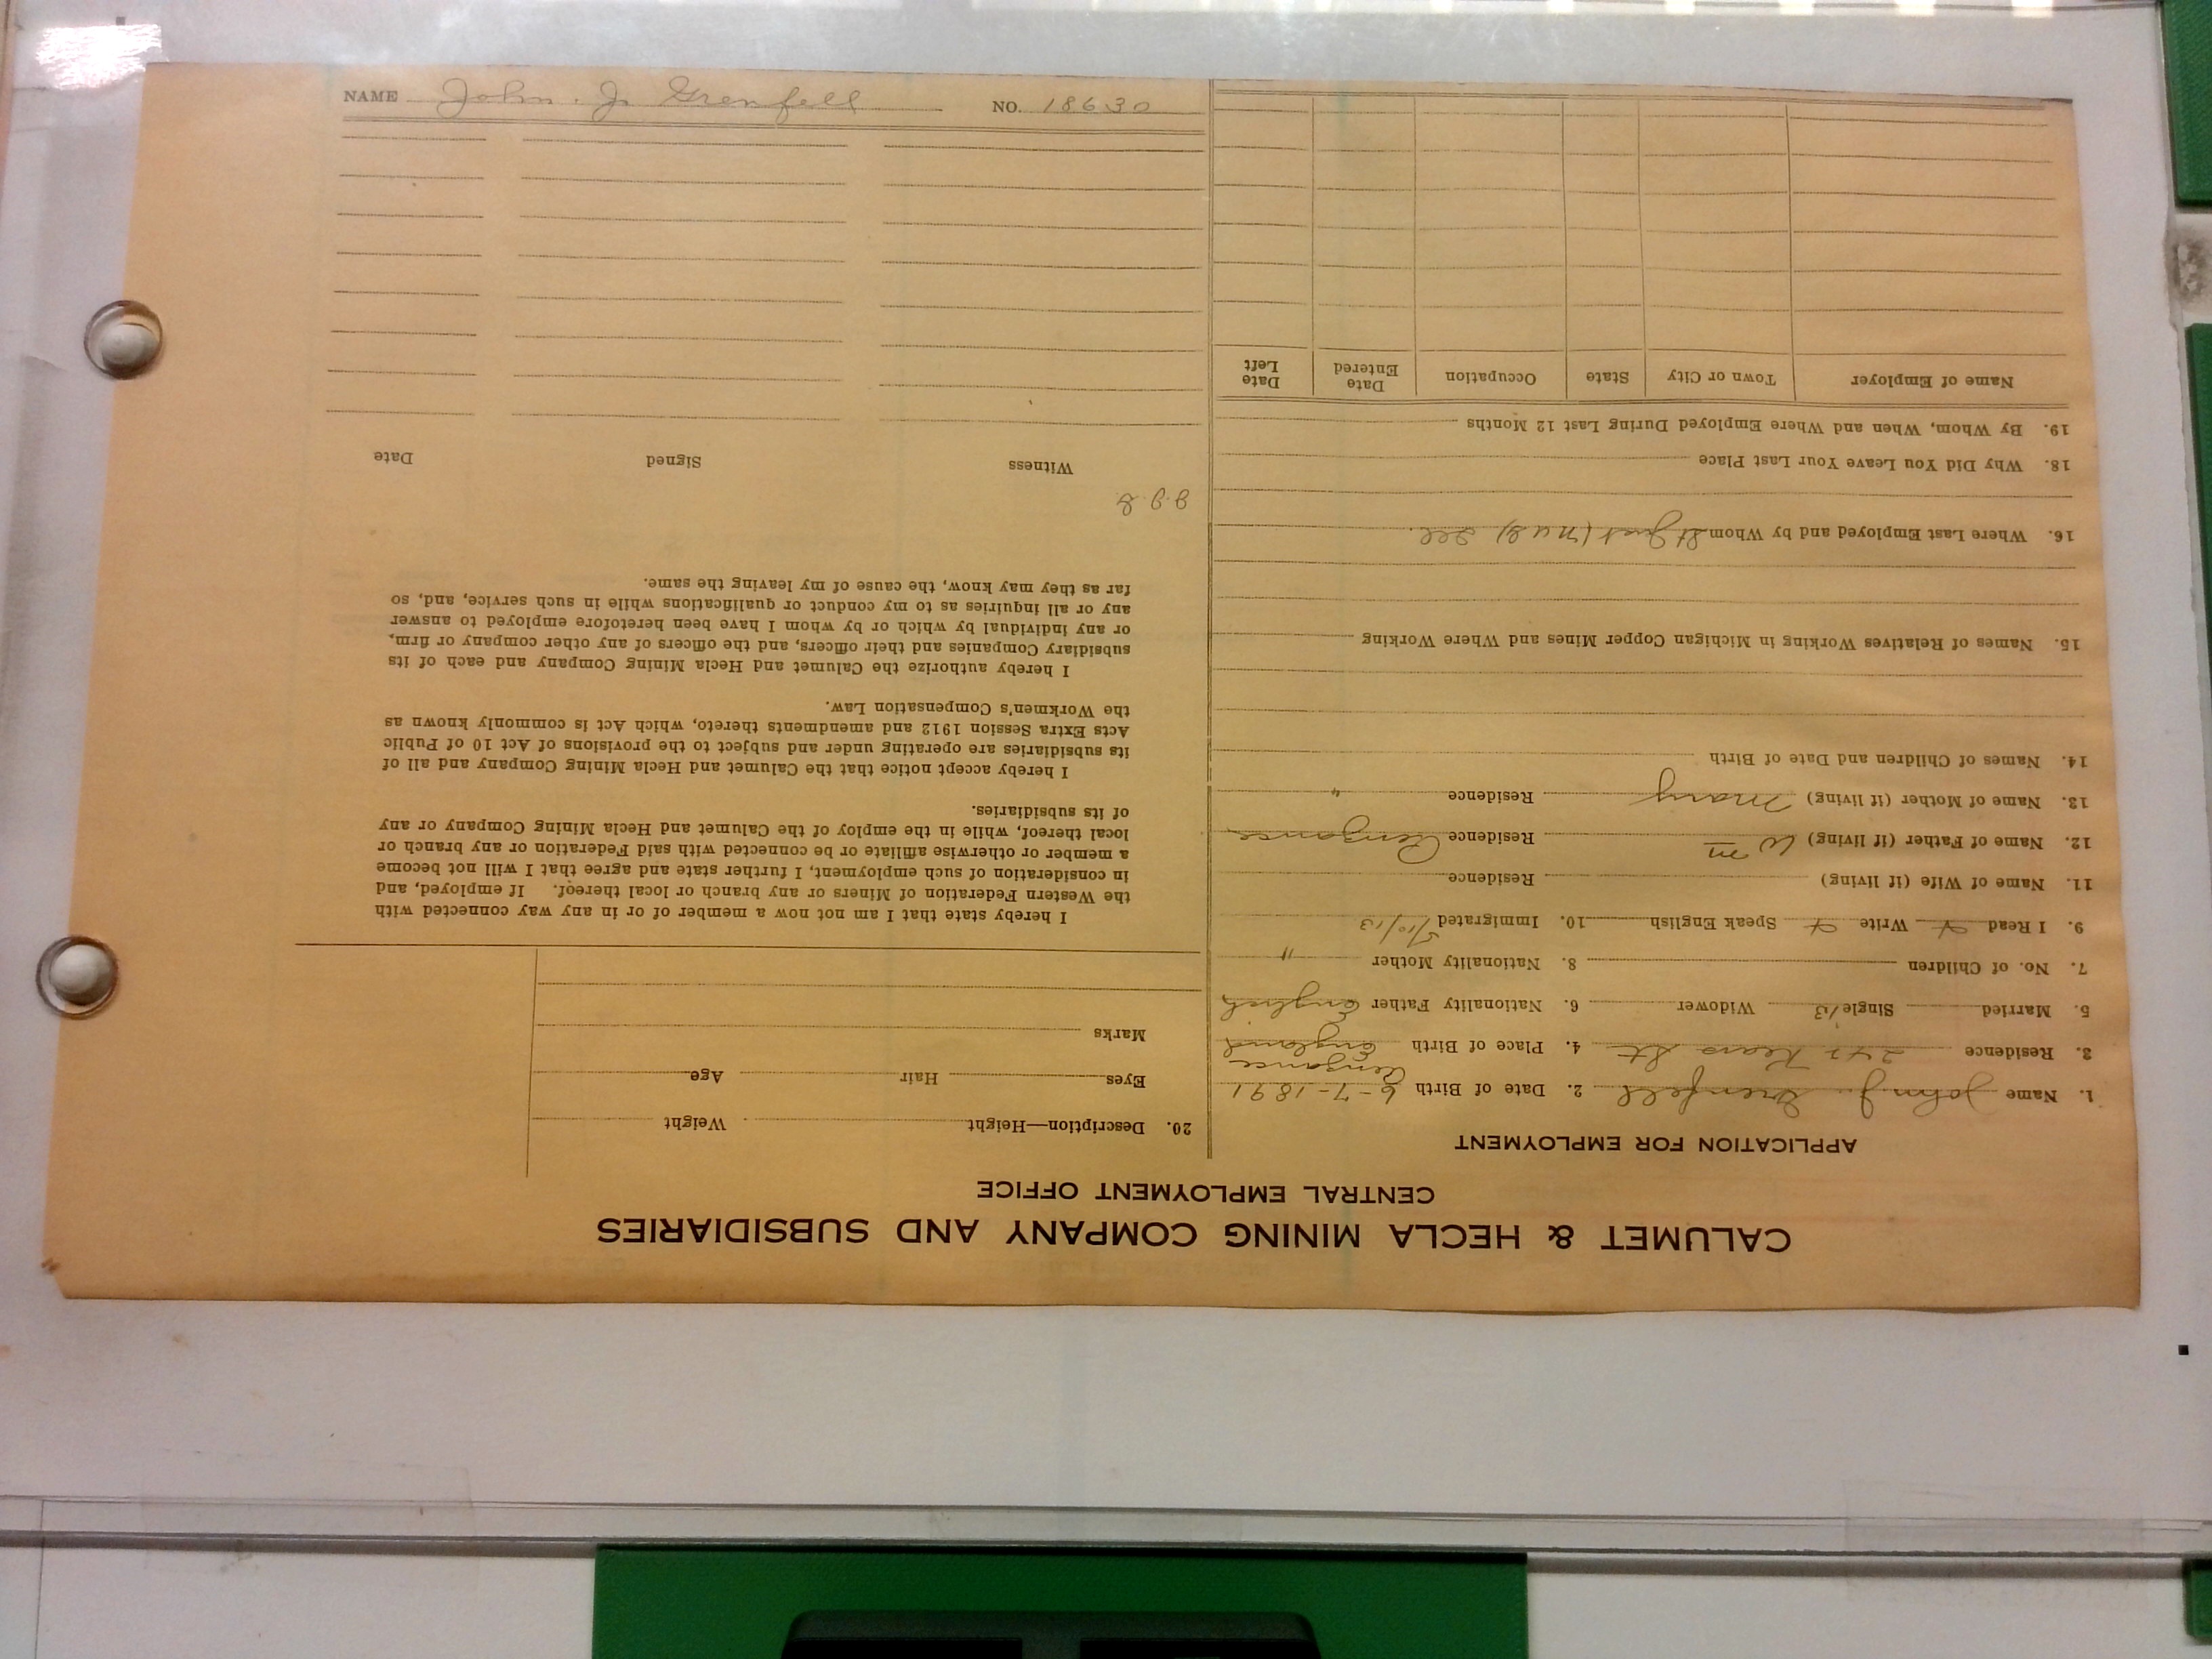 CALUMET & HECLA MINING COMPANY AND SUBSIDIARIES
CENTRAL EMPLOYMENT OFFICE
APPLICATION FOR EMPLOYMENT
1. Name John J. Grenfell 2. Date of Birth 6-7-1891
3. Residence Kears St 4. Place of Birth Penzance England
5. Married Single /13 Widower 6. Nationality Father English
7. No. of Children 8. Nationality Mother "
9. I Read Write Speak English 10. Immigrated 5/10/13
11. Name of Wife (if living) Residence
12. Name of Father (if living) Wm Residence Penzance
13. Name of Mother (if living) Mary Residence "
14. Names of Children and Date of Birth
15. Names of Relatives Working in Michigan Copper Mines and Where Working
16. Where Last Employed and by Whom St Just
18. Why Did You Leave Your Last Place
19. By Whom, When and Where Employed During Last 12 Months
Name of Employer Town or City State Occupation Date Entered Date Left
20. Description—Height Weight
Eyes Hair Age
Marks
I hereby state that I am not now a member of or in any way connected with
the Western Federation of Miners or any branch or local thereof. If employed, and
in consideration of such employment, I further state and agree that I will not become
a member or otherwise affiliate or be connected with said Federation or any branch or
local thereof, while in the employ of the Calumet and Hecla Mining Company or any
of its subsidiaries.
I hereby accept notice that the Calumet and Hecla Mining Company and all of
its subsidiaries are operating under and subject to the provisions of Act 10 of Public
Acts Extra Session 1912 and amendments thereto, which Act is commonly known as
the Workmen's Compensation Law.
I hereby authorize the Calumet and Hecla Mining Company and each of its
subsidiary Companies and their officers, and the officers of any other company or firm,
or any individual by which or by whom I have been heretofore employed to answer
any or all inquiries as to my conduct or qualifications while in such service, and, so
far as they may know, the cause of my leaving the same.
Witness Signed Date
NAME John. J. Grenfell NO. 18630